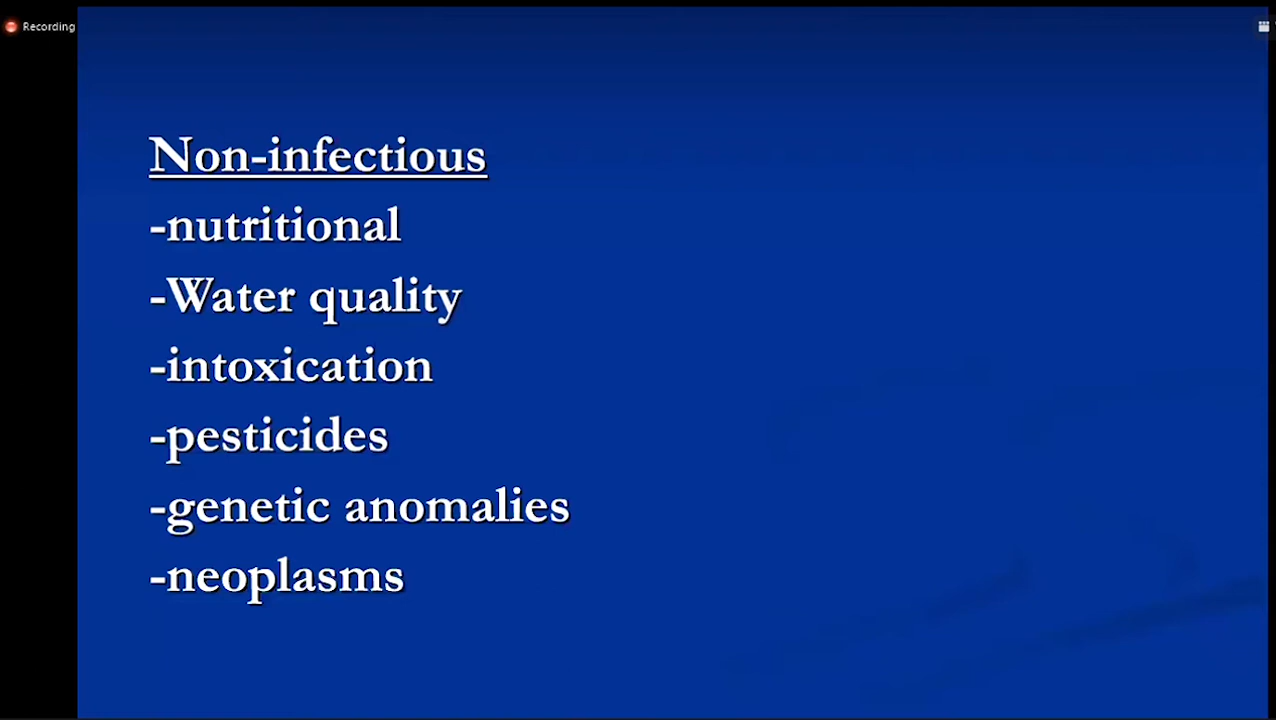 Recording
Non-infectious
-nutritional
-Water quality
-intoxication
-pesticides
-genetic anomalies
-neoplasms